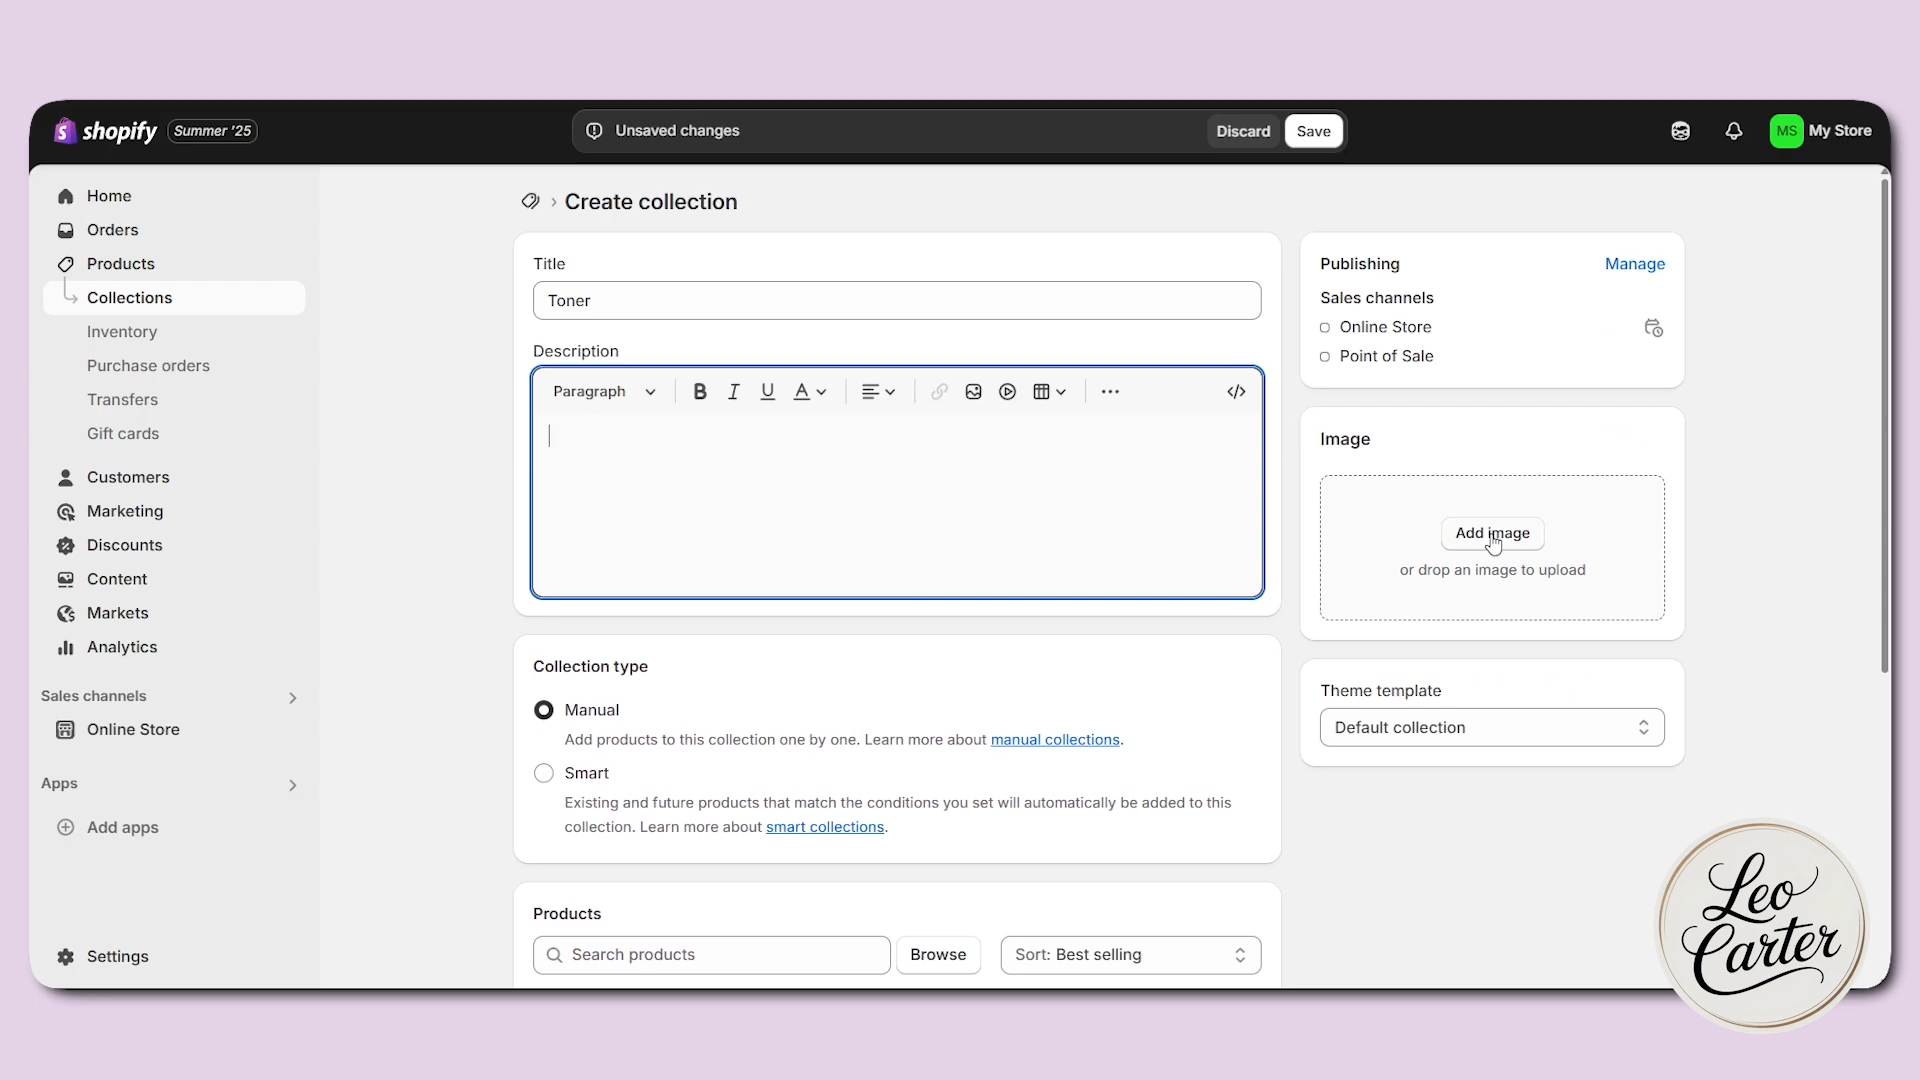 shopify
Summer '25
Unsaved changes
Discard
Save
MS
My Store
Home
Orders
Products
Collections
Inventory
Purchase orders
Transfers
Gift cards
Customers
Marketing
Discounts
Content
Markets
Analytics
Sales channels
Online Store
Apps
Add apps
Settings
Create collection
Title
Toner
Description
Paragraph
Collection type
Manual
Add products to this collection one by one. Learn more about manual collections.
Smart
Existing and future products that match the conditions you set will automatically be added to this
collection. Learn more about smart collections.
Products
Search products
Browse
Sort: Best selling
Publishing
Manage
Sales channels
Online Store
Point of Sale
Image
Add image
or drop an image to upload
Theme template
Default collection
Leo
Carter